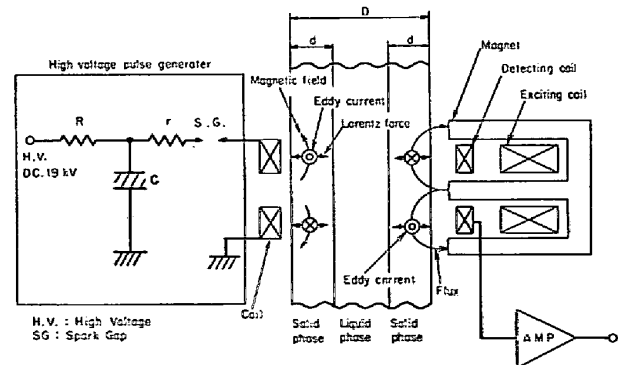 D
d
d
High voltage pulse generater
Magnetic field
Eddy current
Lorentz force
Magnet
Detecting coil
Exciting coil
R
r
S.G.
H.V.
DC.19 kV
C
Coil
Eddy current
Flux
Solid phase
Liquid phase
Solid phase
AMP
H.V. : High Voltage
SG : Spark Gap